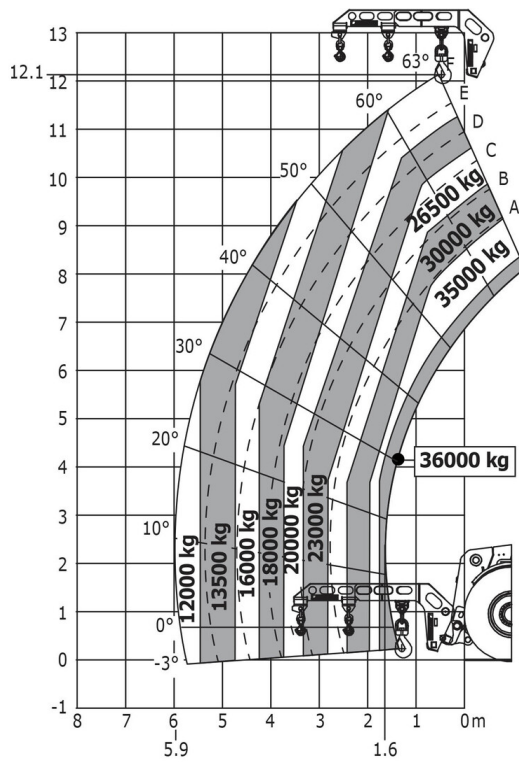 13
12.1
12
11
10
9
8
7
6
5
4
3
2
1
0
-1
63°
F
60°
E
D
50°
C
B
A
40°
30°
20°
10°
0°
-3°
26500 kg
30000 kg
35000 kg
36000 kg
12000 kg
13500 kg
16000 kg
18000 kg
20000 kg
23000 kg
8 7 6 5 4 3 2 1 0 m
5.9 1.6